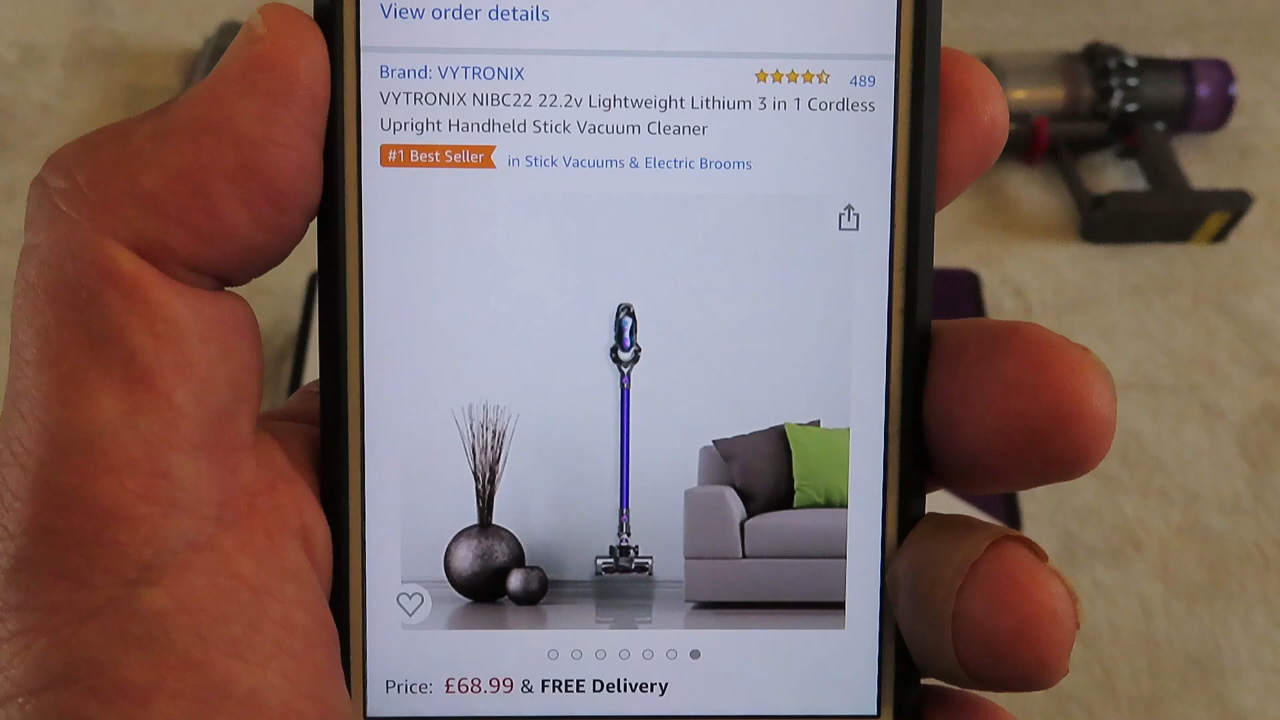 View order details
Brand: VYTRONIX
489
VYTRONIX NIBC22 22.2v Lightweight Lithium 3 in 1 Cordless
Upright Handheld Stick Vacuum Cleaner
#1 Best Seller
in Stick Vacuums & Electric Brooms
Price: £68.99 & FREE Delivery